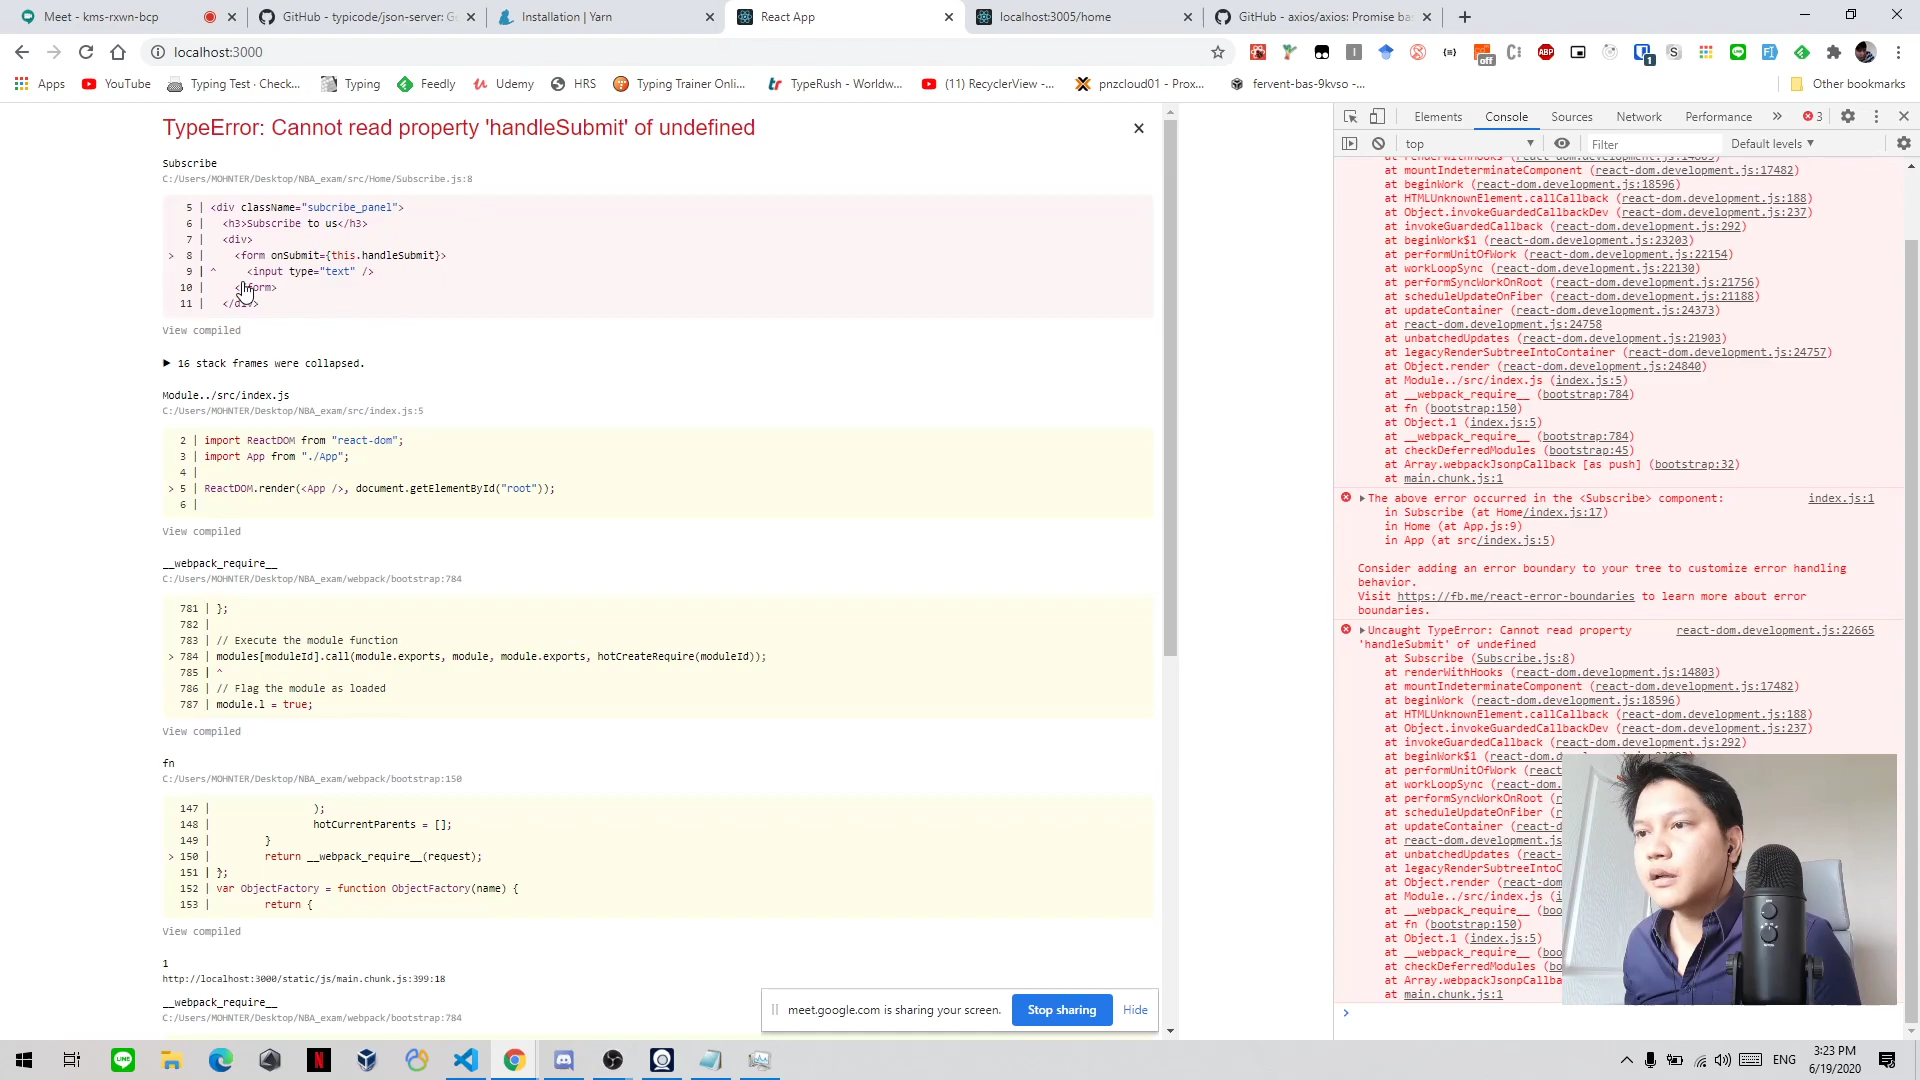 Meet - kms-rxwn-bcp
GitHub - typicode/json-server: Ge
Installation | Yarn
React App
localhost:3005/home
GitHub - axios/axios: Promise ba
localhost:3000
Apps YouTube Typing Test - Check... Typing Feedly Udemy HRS Typing Trainer Onli... TypeRush - Worldw... (11) RecyclerView -... pnzcloud01 - Prox... fervent-bas-9kvso -... Other bookmarks
TypeError: Cannot read property 'handleSubmit' of undefined
Subscribe
C:/Users/MOHNTER/Desktop/NBA_exam/src/Home/Subscribe.js:8
5 | <div className="subcribe_panel">
6 | <h3>Subscribe to us</h3>
7 | <div>
> 8 | <form onSubmit={this.handleSubmit}>
9 | ^ <input type="text" />
10 | form>
11 | </div>
View compiled
▶ 16 stack frames were collapsed.
Module../src/index.js
C:/Users/MOHNTER/Desktop/NBA_exam/src/index.js:5
2 | import ReactDOM from "react-dom";
3 | import App from "./App";
4 |
> 5 | ReactDOM.render(<App />, document.getElementById("root"));
6 |
View compiled
__webpack_require__
C:/Users/MOHNTER/Desktop/NBA_exam/webpack/bootstrap:784
781 | };
782 |
783 | // Execute the module function
> 784 | modules[moduleId].call(module.exports, module, module.exports, hotCreateRequire(moduleId));
785 | ^
786 | // Flag the module as loaded
787 | module.l = true;
View compiled
fn
C:/Users/MOHNTER/Desktop/NBA_exam/webpack/bootstrap:150
147 | );
148 | hotCurrentParents = [];
149 | }
> 150 | return __webpack_require__(request);
151 | };
152 | var ObjectFactory = function ObjectFactory(name) {
153 | return {
View compiled
1
http://localhost:3000/static/js/main.chunk.js:399:18
__webpack_require__
C:/Users/MOHNTER/Desktop/NBA_exam/webpack/bootstrap:784
meet.google.com is sharing your screen. Stop sharing Hide
Elements Console Sources Network Performance » 3
top Filter Default levels ▼
at renderWithHooks (react-dom.development.js:14803)
at mountIndeterminateComponent (react-dom.development.js:17482)
at beginWork (react-dom.development.js:18596)
at HTMLUnknownElement.callCallback (react-dom.development.js:188)
at Object.invokeGuardedCallbackDev (react-dom.development.js:237)
at invokeGuardedCallback (react-dom.development.js:292)
at beginWork$1 (react-dom.development.js:23203)
at performUnitOfWork (react-dom.development.js:22154)
at workLoopSync (react-dom.development.js:22130)
at performSyncWorkOnRoot (react-dom.development.js:21756)
at scheduleUpdateOnFiber (react-dom.development.js:21188)
at updateContainer (react-dom.development.js:24373)
at react-dom.development.js:24758
at unbatchedUpdates (react-dom.development.js:21903)
at legacyRenderSubtreeIntoContainer (react-dom.development.js:24757)
at Object.render (react-dom.development.js:24840)
at Module../src/index.js (index.js:5)
at __webpack_require__ (bootstrap:784)
at fn (bootstrap:150)
at Object.1 (index.js:5)
at __webpack_require__ (bootstrap:784)
at checkDeferredModules (bootstrap:45)
at Array.webpackJsonpCallback [as push] (bootstrap:32)
at main.chunk.js:1
▶The above error occurred in the <Subscribe> component: index.js:1
in Subscribe (at Home/index.js:17)
in Home (at App.js:9)
in App (at src/index.js:5)
Consider adding an error boundary to your tree to customize error handling
behavior.
Visit https://fb.me/react-error-boundaries to learn more about error
boundaries.
▶Uncaught TypeError: Cannot read property react-dom.development.js:22665
'handleSubmit' of undefined
at Subscribe (Subscribe.js:8)
at renderWithHooks (react-dom.development.js:14803)
at mountIndeterminateComponent (react-dom.development.js:17482)
at beginWork (react-dom.development.js:18596)
at HTMLUnknownElement.callCallback (react-dom.development.js:188)
at Object.invokeGuardedCallbackDev (react-dom.development.js:237)
at invokeGuardedCallback (react-dom.development.js:292)
at beginWork$1 (react-dom.d
at performUnitOfWork (react
at workLoopSync (react-dom.
at performSyncWorkOnRoot (r
at scheduleUpdateOnFiber (r
at updateContainer (react-d
at react-dom.development.js
at unbatchedUpdates (react-
at legacyRenderSubtreeIntoC
at Object.render (react-dom
at Module../src/index.js (i
at __webpack_require__ (boo
at fn (bootstrap:150)
at Object.1 (index.js:5)
at __webpack_require__ (boo
at checkDeferredModules (bo
at Array.webpackJsonpCallba
at main.chunk.js:1
ENG
3:23 PM
6/19/2020